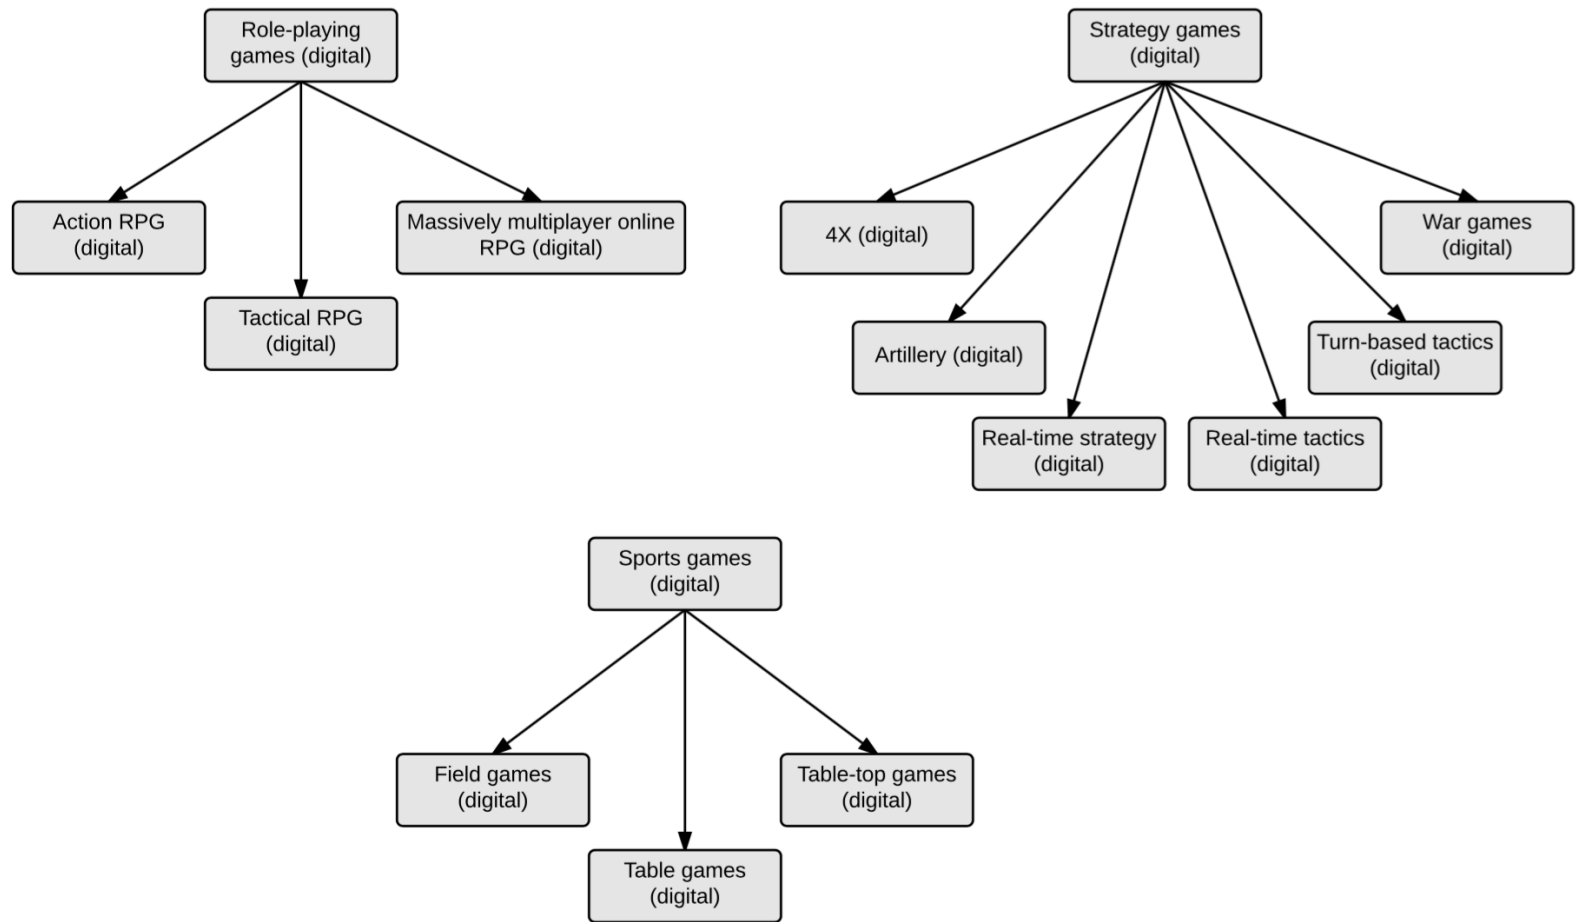 Role-playing
games (digital)
Action RPG
(digital)
Tactical RPG
(digital)
Massively multiplayer online
RPG (digital)
Strategy games
(digital)
4X (digital)
Artillery (digital)
Real-time strategy
(digital)
Real-time tactics
(digital)
Turn-based tactics
(digital)
War games
(digital)
Sports games
(digital)
Field games
(digital)
Table games
(digital)
Table-top games
(digital)